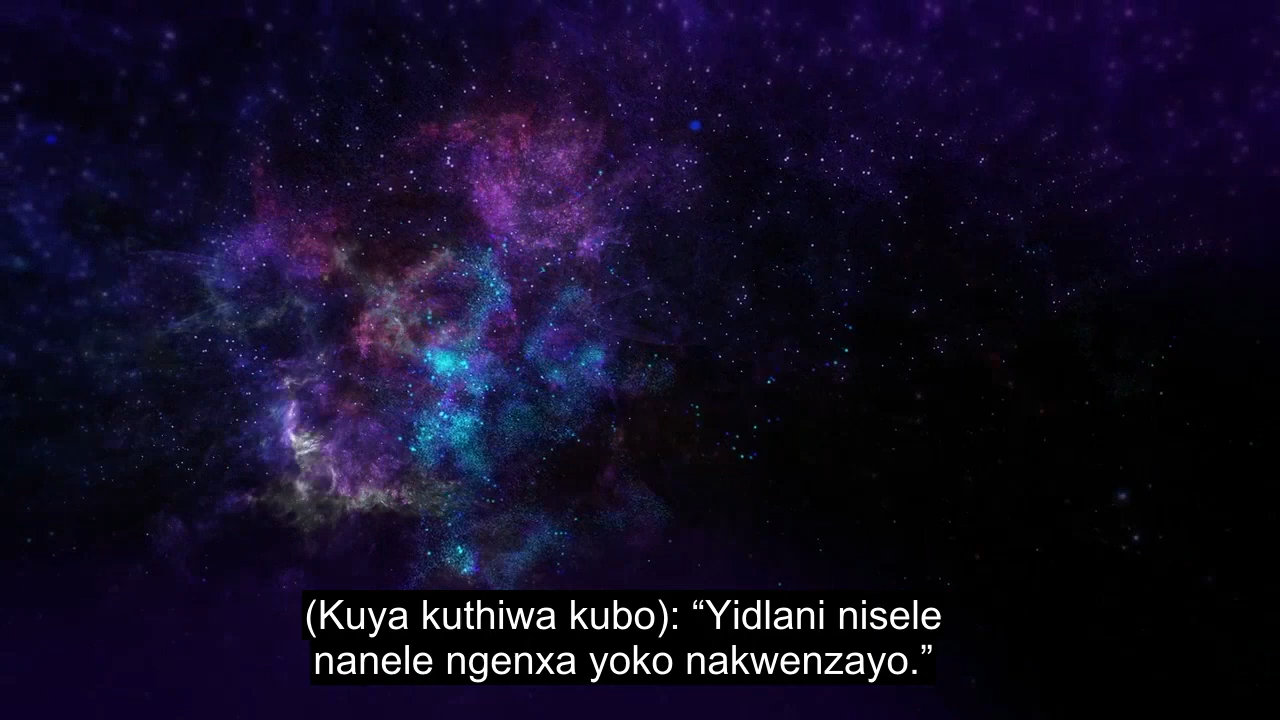 (Kuya kuthiwa kubo): “Yidlani nisele
nanele ngenxa yoko nakwenzayo.”